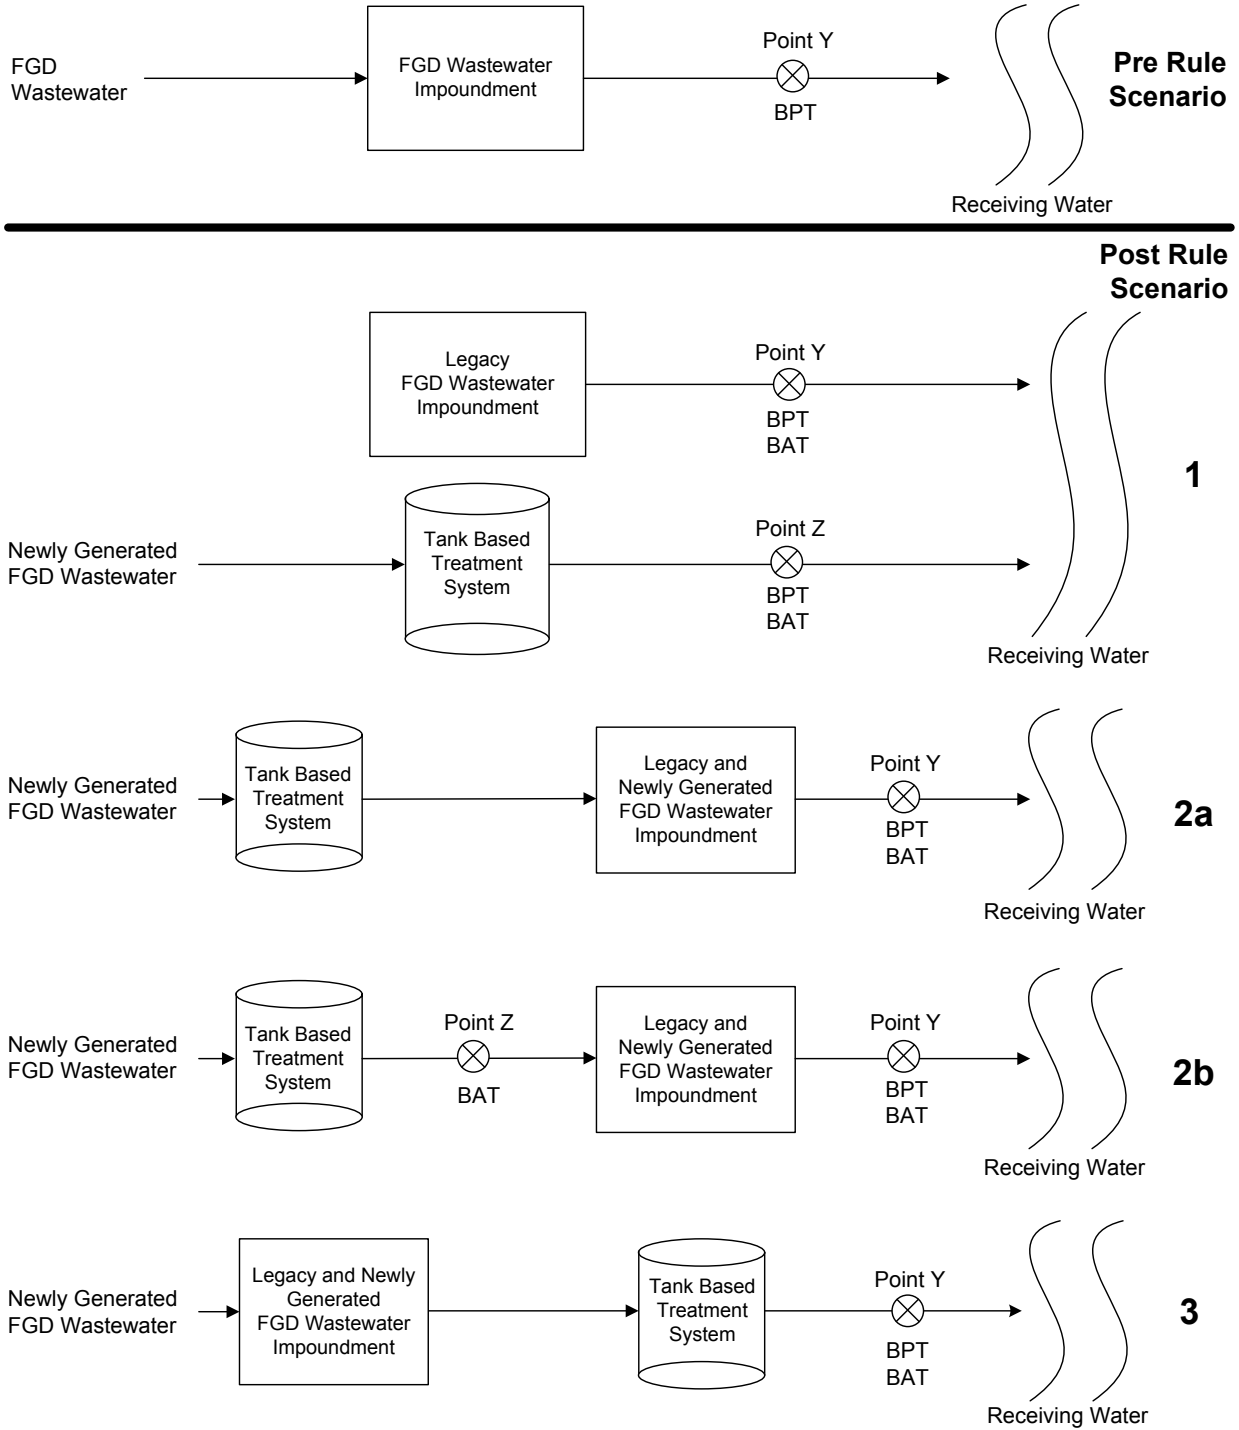 FGD
Wastewater
FGD Wastewater
Impoundment
Point Y
BPT
Receiving Water
Pre Rule
Scenario
Post Rule
Scenario
Legacy
FGD Wastewater
Impoundment
Point Y
BPT
BAT
1
Newly Generated
FGD Wastewater
Tank Based
Treatment
System
Point Z
BPT
BAT
Receiving Water
Newly Generated
FGD Wastewater
Tank Based
Treatment
System
Legacy and
Newly Generated
FGD Wastewater
Impoundment
Point Y
BPT
BAT
Receiving Water
2a
Newly Generated
FGD Wastewater
Tank Based
Treatment
System
Point Z
BAT
Legacy and
Newly Generated
FGD Wastewater
Impoundment
Point Y
BPT
BAT
Receiving Water
2b
Newly Generated
FGD Wastewater
Legacy and Newly
Generated
FGD Wastewater
Impoundment
Tank Based
Treatment
System
Point Y
BPT
BAT
Receiving Water
3